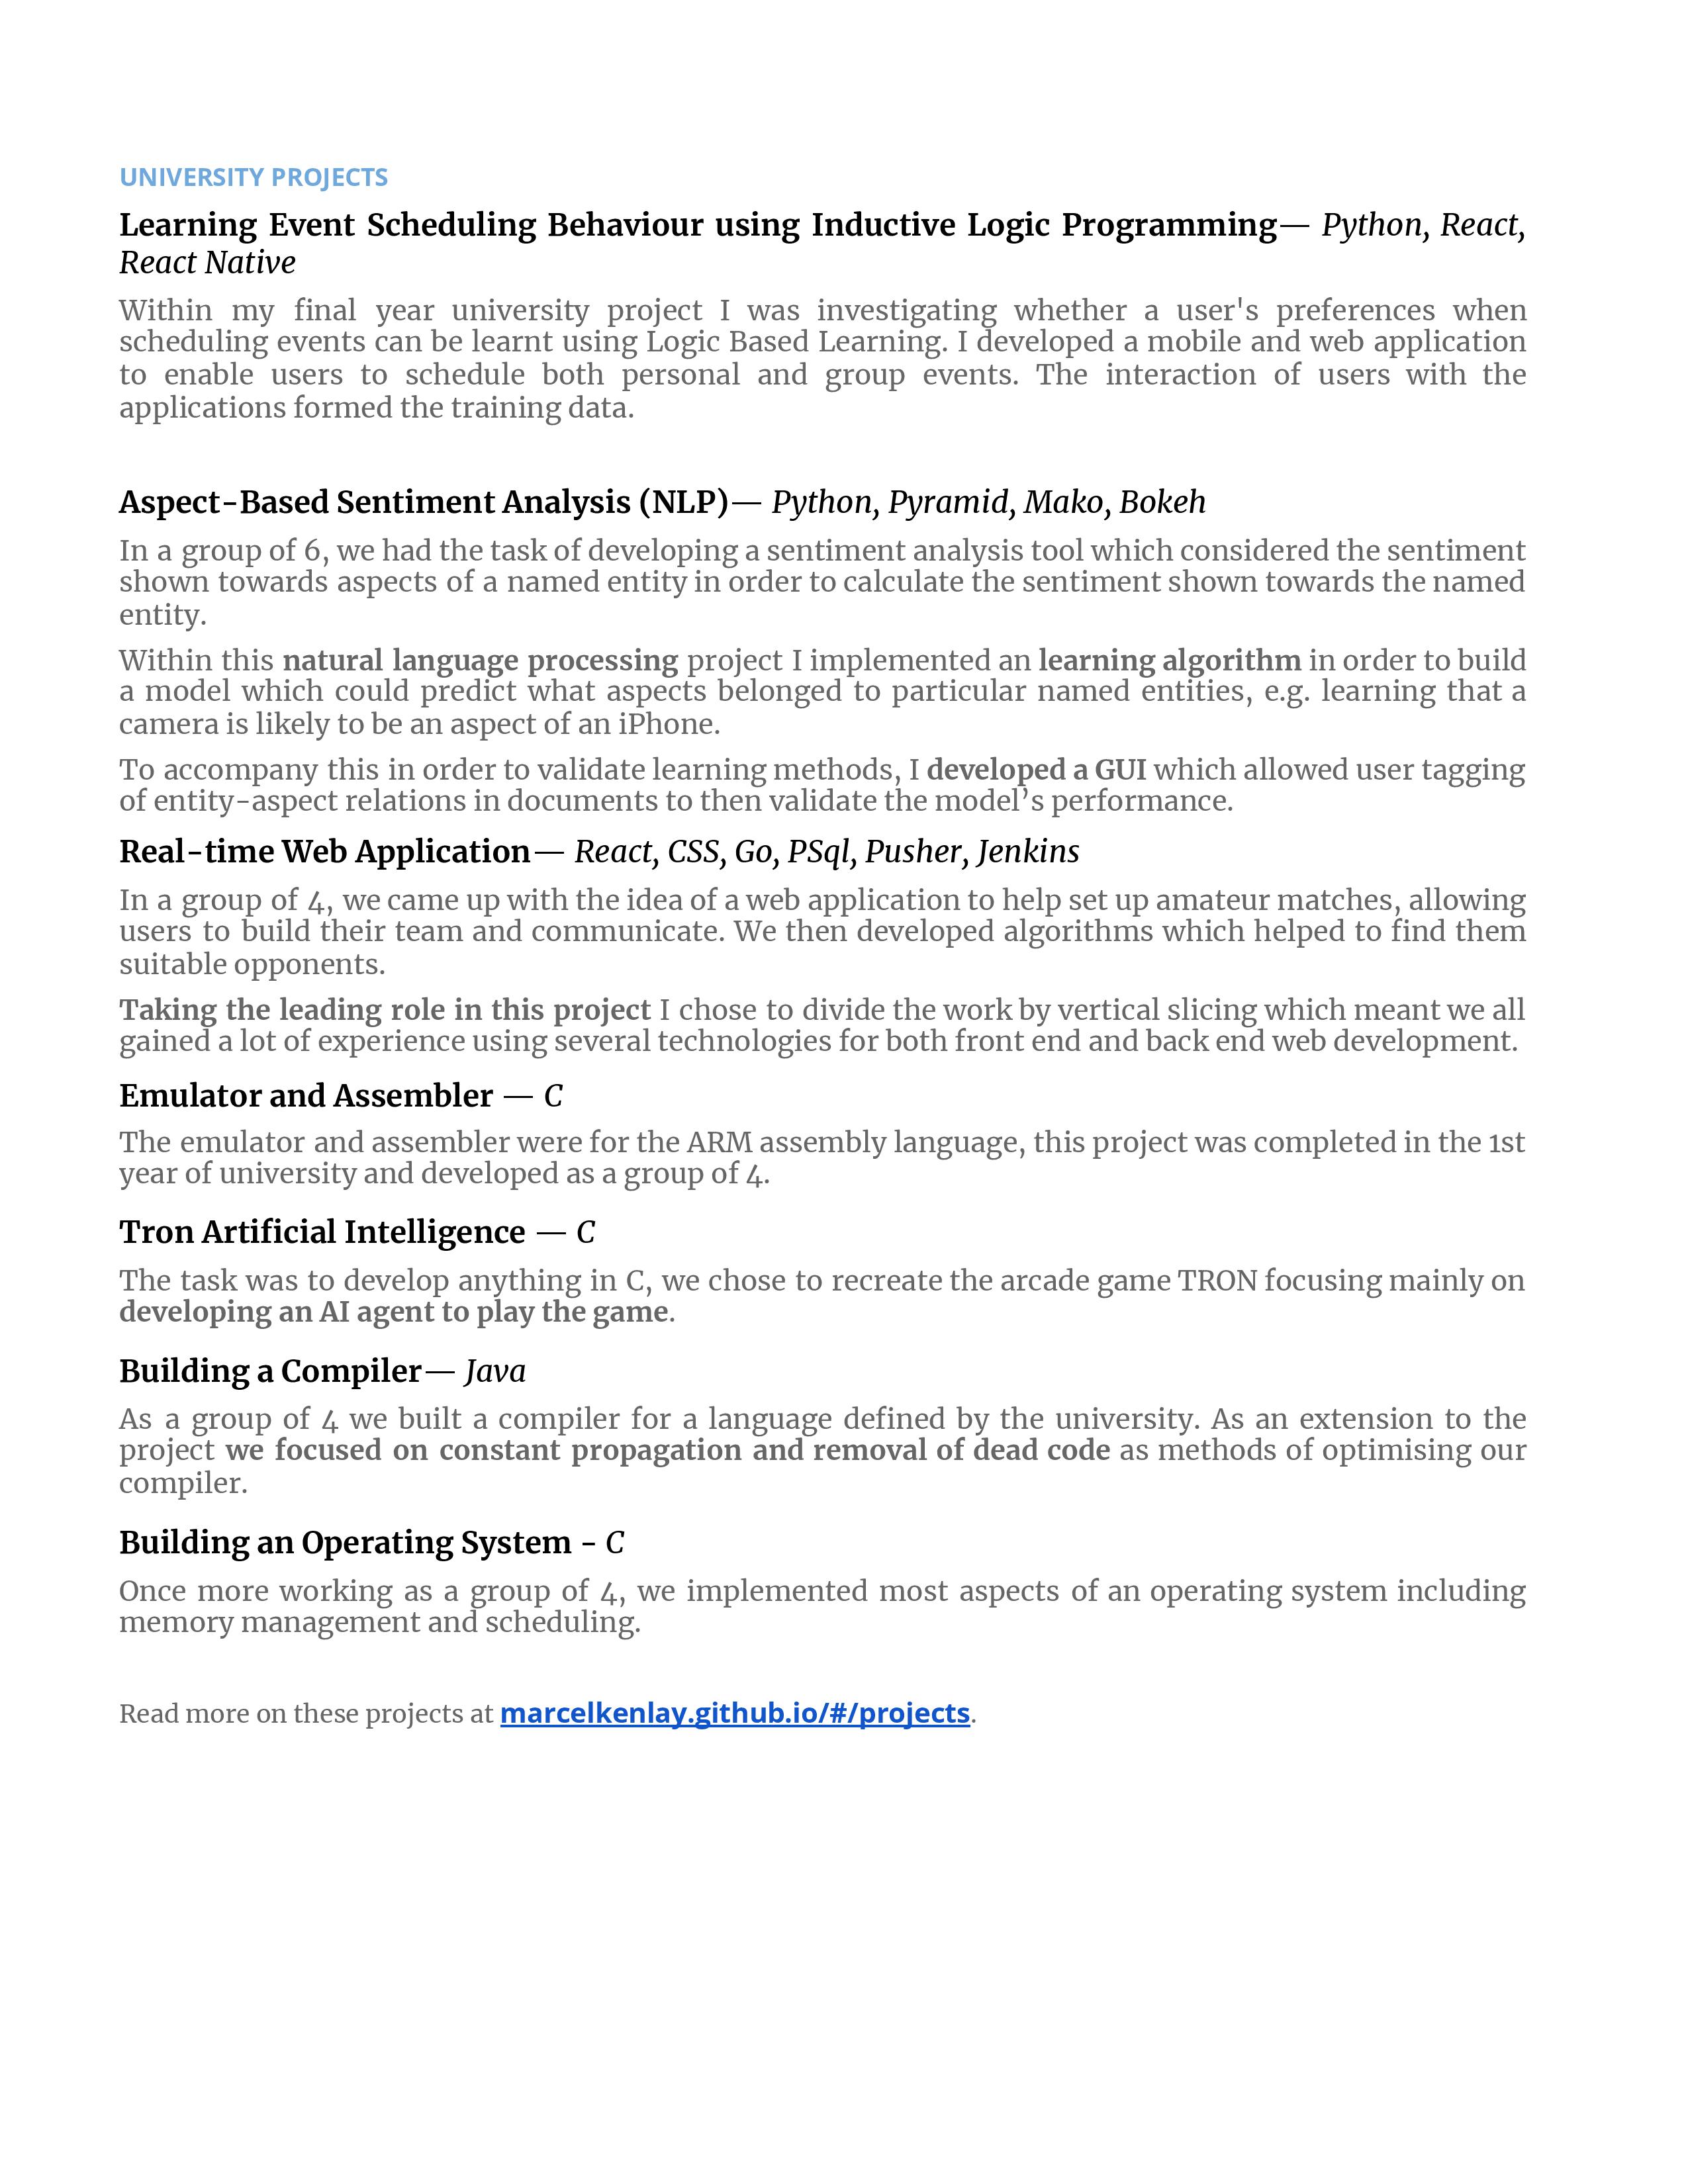 UNIVERSITY PROJECTS
Learning Event Scheduling Behaviour using Inductive Logic Programming— Python, React,
React Native
Within my final year university project I was investigating whether a user's preferences when
scheduling events can be learnt using Logic Based Learning. I developed a mobile and web application
to enable users to schedule both personal and group events. The interaction of users with the
applications formed the training data.
Aspect-Based Sentiment Analysis (NLP)— Python, Pyramid, Mako, Bokeh
In a group of 6, we had the task of developing a sentiment analysis tool which considered the sentiment
shown towards aspects of a named entity in order to calculate the sentiment shown towards the named
entity.
Within this natural language processing project I implemented an learning algorithm in order to build
a model which could predict what aspects belonged to particular named entities, e.g. learning that a
camera is likely to be an aspect of an iPhone.
To accompany this in order to validate learning methods, I developed a GUI which allowed user tagging
of entity-aspect relations in documents to then validate the model’s performance.
Real-time Web Application— React, CSS, Go, PSql, Pusher, Jenkins
In a group of 4, we came up with the idea of a web application to help set up amateur matches, allowing
users to build their team and communicate. We then developed algorithms which helped to find them
suitable opponents.
Taking the leading role in this project I chose to divide the work by vertical slicing which meant we all
gained a lot of experience using several technologies for both front end and back end web development.
Emulator and Assembler — C
The emulator and assembler were for the ARM assembly language, this project was completed in the 1st
year of university and developed as a group of 4.
Tron Artificial Intelligence — C
The task was to develop anything in C, we chose to recreate the arcade game TRON focusing mainly on
developing an AI agent to play the game.
Building a Compiler— Java
As a group of 4 we built a compiler for a language defined by the university. As an extension to the
project we focused on constant propagation and removal of dead code as methods of optimising our
compiler.
Building an Operating System - C
Once more working as a group of 4, we implemented most aspects of an operating system including
memory management and scheduling.
Read more on these projects at marcelkenlay.github.io/#/projects.